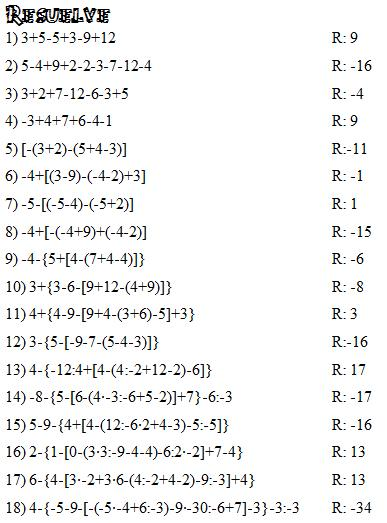 RESUELVE
1) 3+5-5+3-9+12 R: 9
2) 5-4+9+2-2-3-7-12-4 R: -16
3) 3+2+7-12-6-3+5 R: -4
4) -3+4+7+6-4-1 R: 9
5) [-(3+2)-(5+4-3)] R:-11
6) -4+[(3-9)-(-4-2)+3] R: -1
7) -5-[(-5-4)-(-5+2)] R: 1
8) -4+[-(-4+9)+(-4-2)] R: -15
9) -4-{5+[4-(7+4-4)]} R: -6
10) 3+{3-6-[9+12-(4+9)]} R: -8
11) 4+{4-9-[9+4-(3+6)-5]+3} R: 3
12) 3-{5-[-9-7-(5-4-3)]} R:-16
13) 4-{-12:4+[4-(4:-2+12-2)-6]} R: 17
14) -8-{5-[6-(4·-3:-6+5-2)]+7}-6:-3 R: -17
15) 5-9-{4+[4-(12:-6·2+4-3)-5:-5]} R: -16
16) 2-{1-[0-(3·3:-9-4-4)-6:2·-2]+7-4} R: 13
17) 6-{4-[3·-2+3·6-(4:-2+4-2)-9:-3]+4} R: 13
18) 4-{-5-9-[-(-5·-4+6:-3)-9·-30:-6+7]-3}-3:-3 R: -34